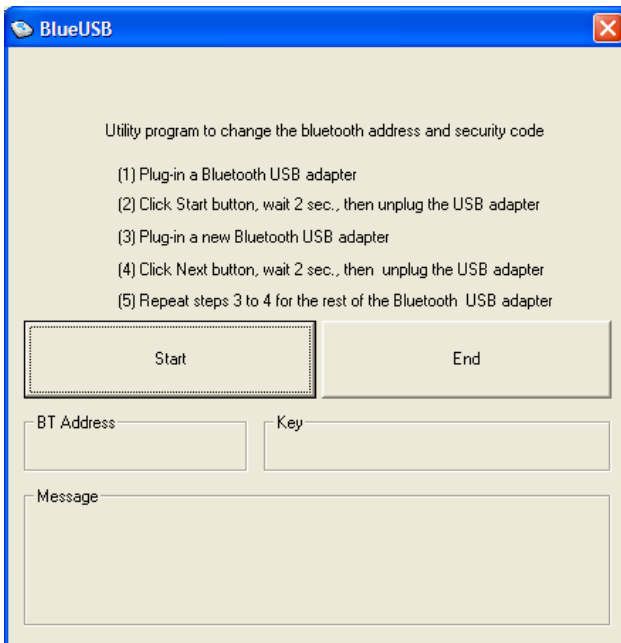 BlueUSB
Utility program to change the bluetooth address and security code
(1) Plug-in a Bluetooth USB adapter
(2) Click Start button, wait 2 sec., then unplug the USB adapter
(3) Plug-in a new Bluetooth USB adapter
(4) Click Next button, wait 2 sec., then  unplug the USB adapter
(5) Repeat steps 3 to 4 for the rest of the Bluetooth  USB adapter
Start End
BT Address Key
Message